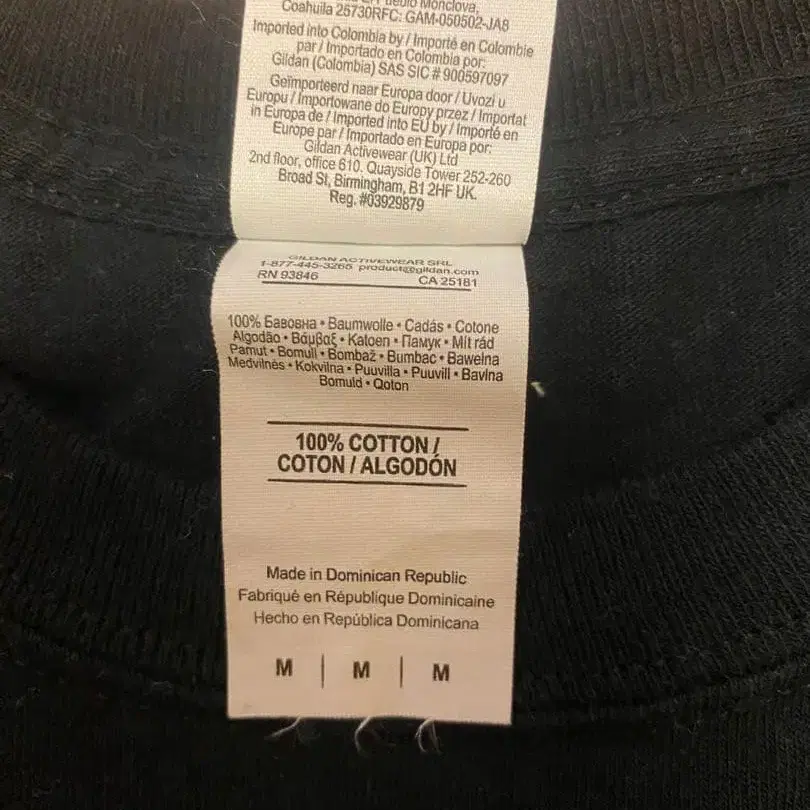 Monclova,
Coahuila 25730RFC: GAM-050502-JA8
Imported into Colombia by / Importé en Colombie
par / Importado en Colombia por:
Gildan (Colombia) SAS SIC # 900597097
Geïmporteerd naar Europa door / Uvozi u
Europu / Importowane do Europy przez / Importat
in Europa de / Imported into EU by / Importé en
Europe par / Importado en Europa por:
Gildan Activewear (UK) Ltd
2nd floor, office 610. Quayside Tower 252-260
Broad St, Birmingham, B1 2HF UK.
Reg. #03929879
GILDAN ACTIVEWEAR SRL
1-877-445-3265 product@gildan.com
RN 93846 CA 25181
100% Бавовна • Baumwolle • Cadás • Cotone
Algodão • Βάμβαξ • Katoen • Памук • Mít rád
Pamut • Bomull • Bombaž • Bumbac • Bawełna
Medvilnės • Kokvilna • Puuvilla • Puuvill • Bavlna
Bomuld • Qoton
100% COTTON /
COTON / ALGODÓN
Made in Dominican Republic
Fabriqué en République Dominicaine
Hecho en República Dominicana
M | M | M